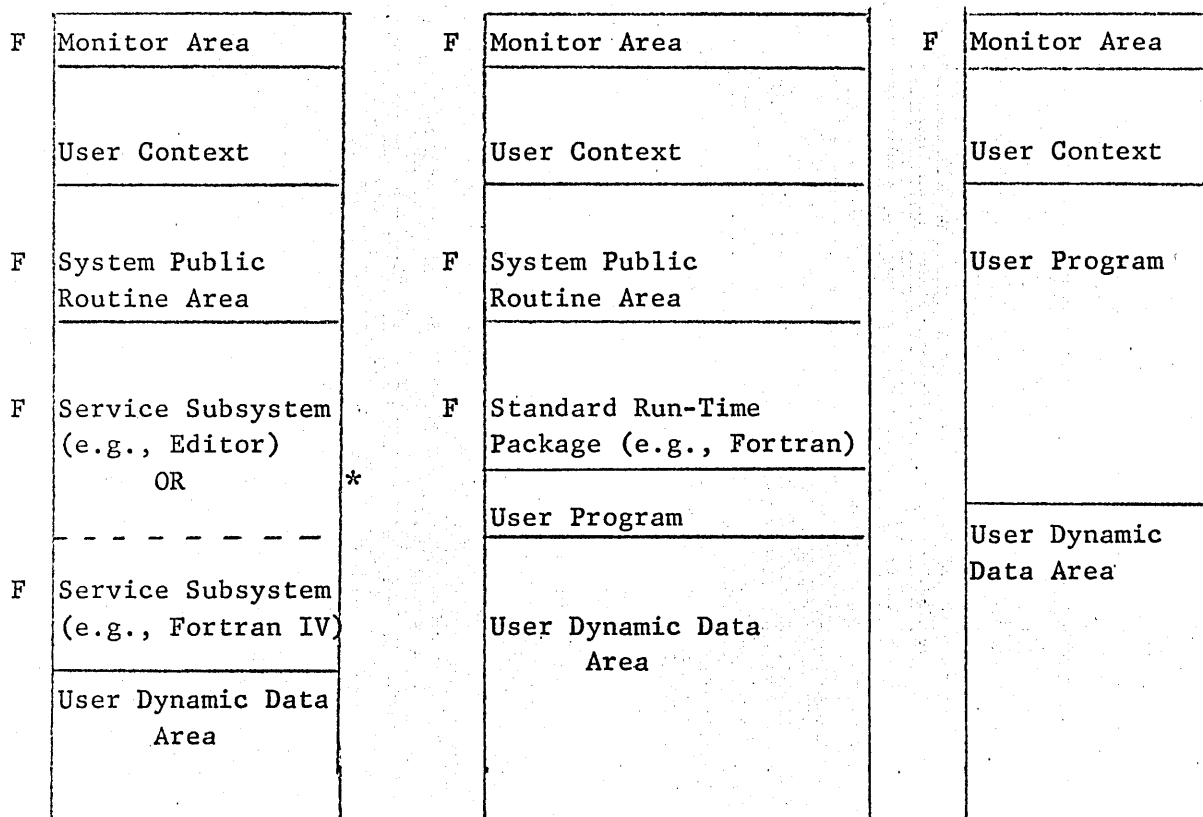 F Monitor Area
User Context
F System Public
Routine Area
F Service Subsystem
(e.g., Editor)
OR *
F Service Subsystem
(e.g., Fortran IV)
User Dynamic Data
Area
F Monitor Area
User Context
F System Public
Routine Area
F Standard Run-Time
Package (e.g., Fortran)
User Program
User Dynamic Data
Area
F Monitor Area
User Context
User Program
User Dynamic
Data Area